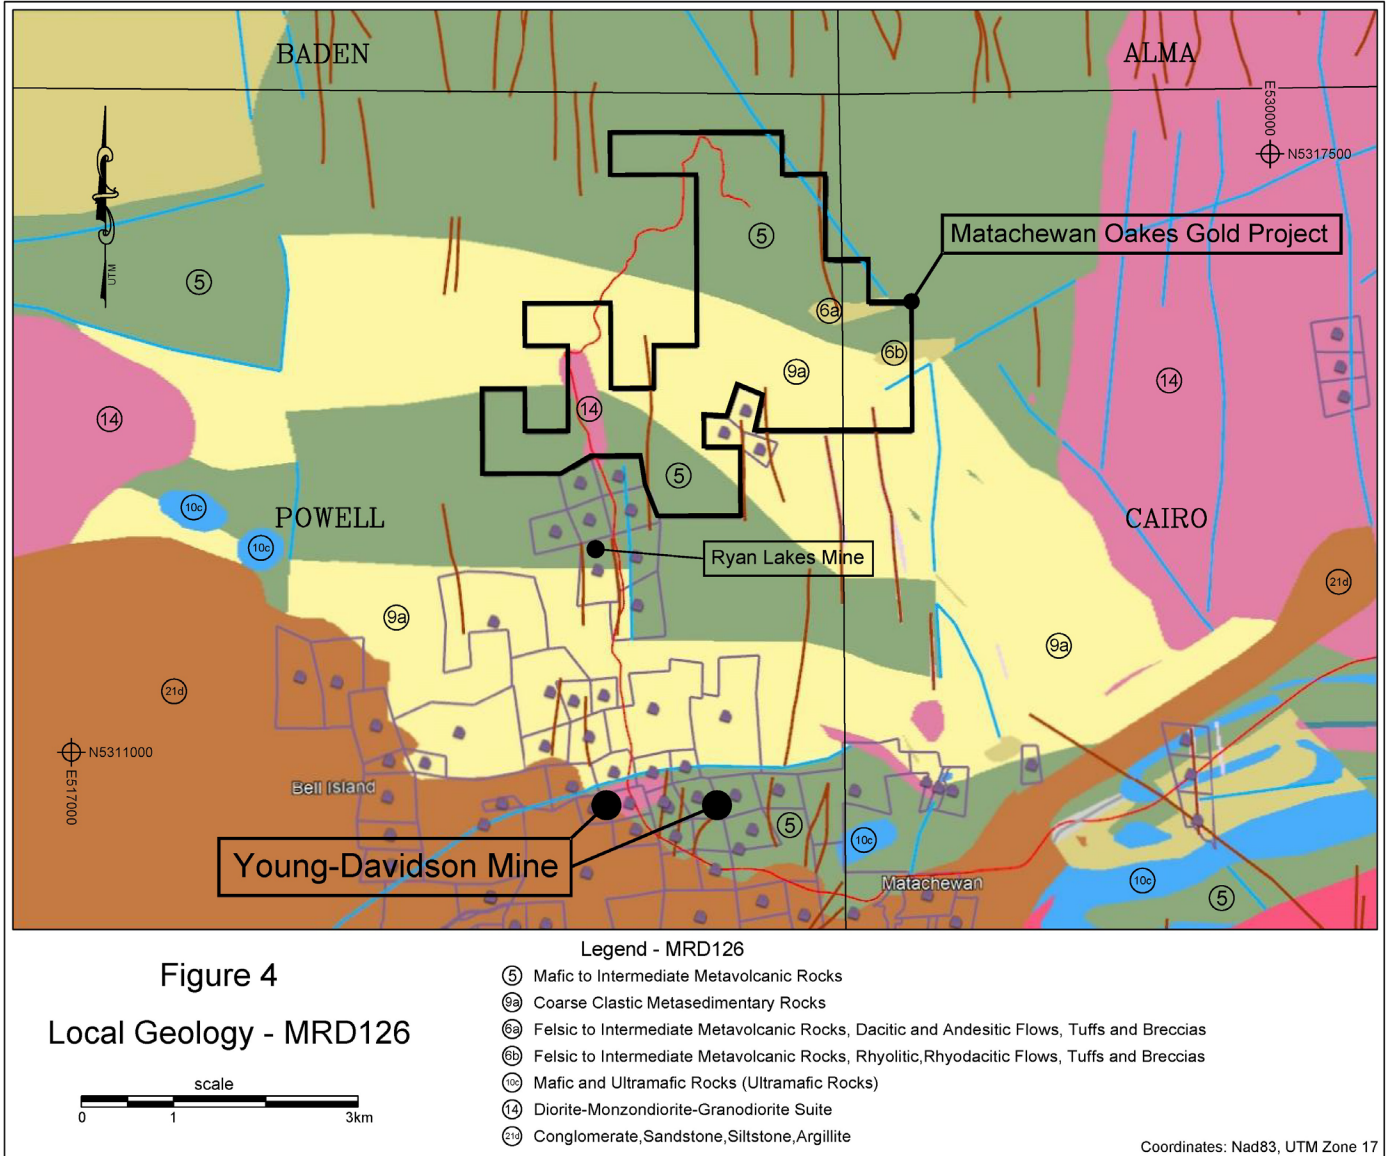 BADEN
ALMA
E530000
N5317500
UTM
Matachewan Oakes Gold Project
5
5
6a
6b
9a
14
14
14
5
10c
10c
POWELL
CAIRO
Ryan Lakes Mine
21d
9a
9a
21d
N5311000
E517000
Bell Island
Young-Davidson Mine
5
10c
Matachewan
10c
5
Legend - MRD126
Figure 4
Local Geology - MRD126
scale
0 1 3km
5 Mafic to Intermediate Metavolcanic Rocks
9a Coarse Clastic Metasedimentary Rocks
6a Felsic to Intermediate Metavolcanic Rocks, Dacitic and Andesitic Flows, Tuffs and Breccias
6b Felsic to Intermediate Metavolcanic Rocks, Rhyolitic,Rhyodacitic Flows, Tuffs and Breccias
10c Mafic and Ultramafic Rocks (Ultramafic Rocks)
14 Diorite-Monzondiorite-Granodiorite Suite
21d Conglomerate,Sandstone,Siltstone,Argillite
Coordinates: Nad83, UTM Zone 17